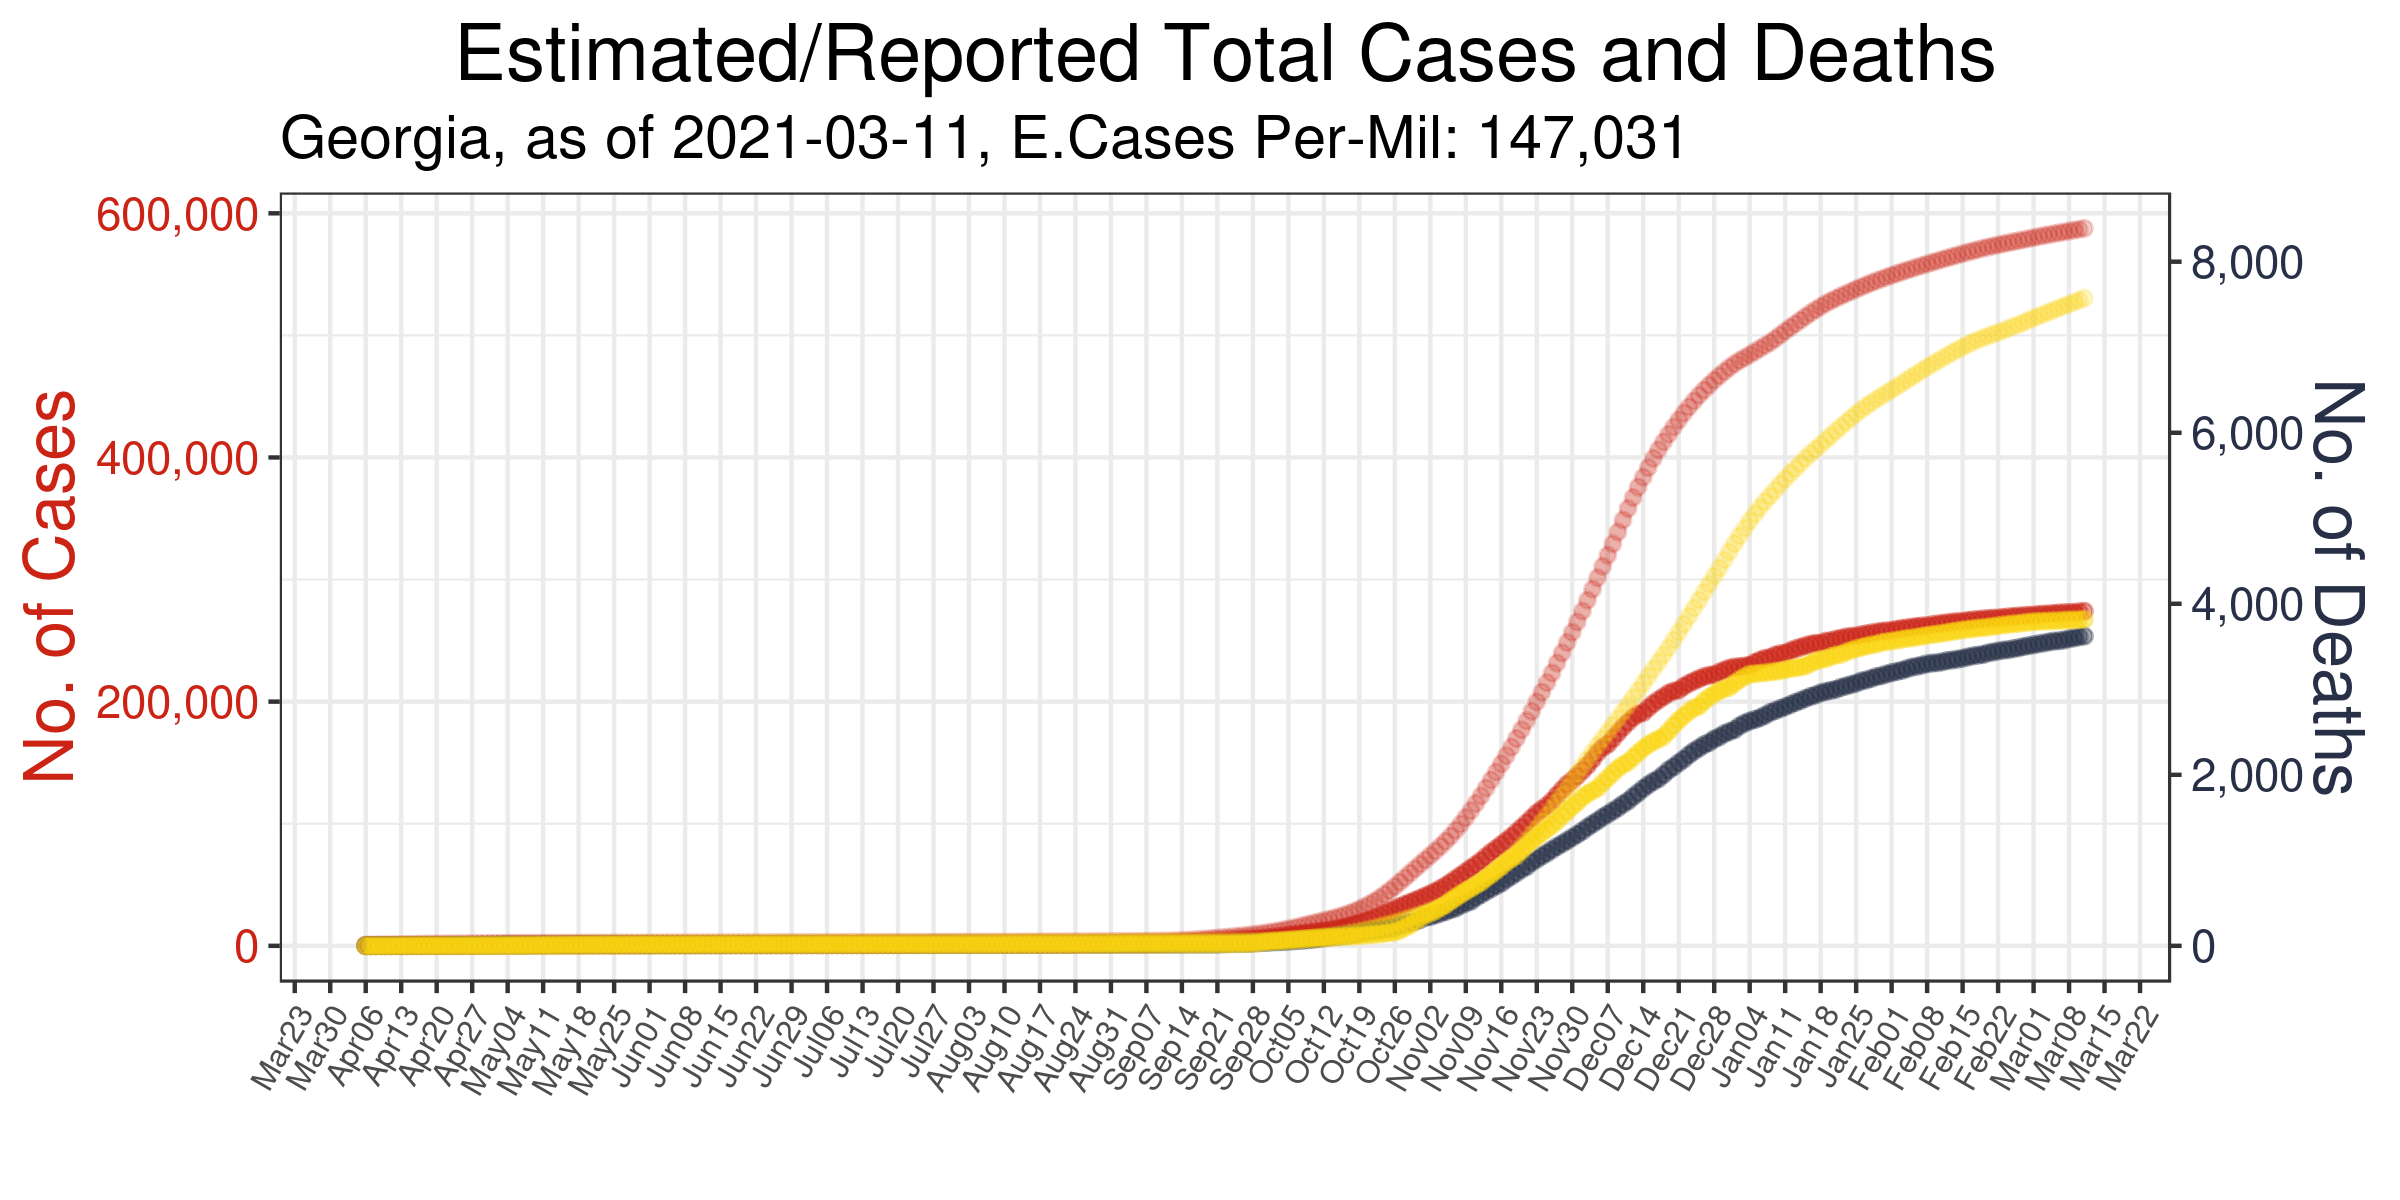 Estimated/Reported Total Cases and Deaths
Georgia, as of 2021-03-11, E.Cases Per-Mil: 147,031
No. of Cases
600,000
400,000
200,000
0
8,000
6,000
4,000
2,000
0
No. of Deaths
Mar23
Mar30
Apr06
Apr13
Apr20
Apr27
May04
May11
May18
May25
Jun01
Jun08
Jun15
Jun22
Jun29
Jul06
Jul13
Jul20
Jul27
Aug03
Aug10
Aug17
Aug24
Aug31
Sep07
Sep14
Sep21
Sep28
Oct05
Oct12
Oct19
Oct26
Nov02
Nov09
Nov16
Nov23
Nov30
Dec07
Dec14
Dec21
Dec28
Jan04
Jan11
Jan18
Jan25
Feb01
Feb08
Feb15
Feb22
Mar01
Mar08
Mar15
Mar22